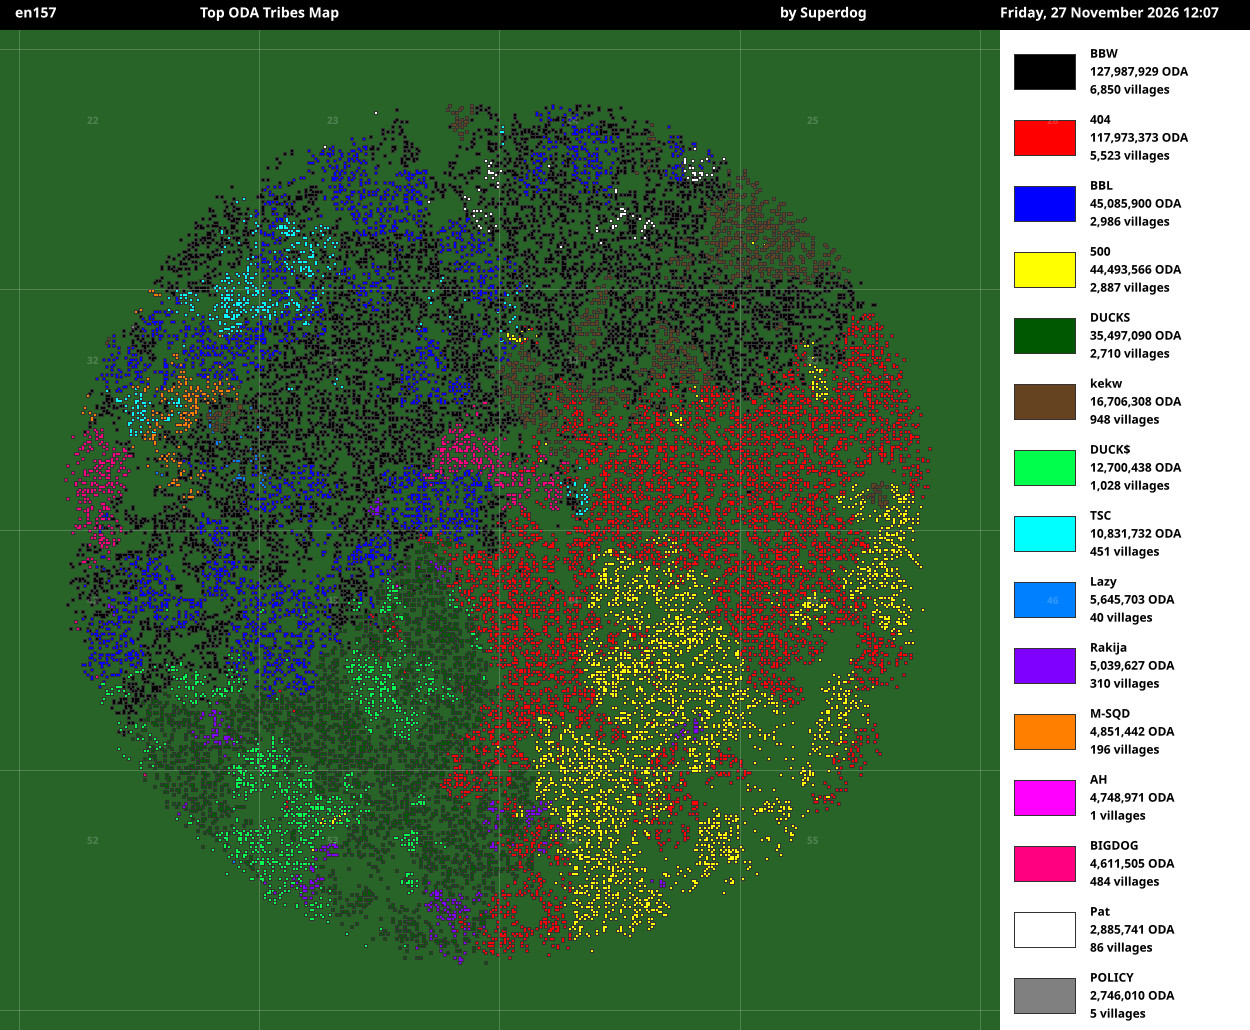 en157 Top ODA Tribes Map by Superdog Friday, 27 November 2026 12:07
22 23 25
32
52 55
BBW
127,987,929 ODA
6,850 villages
404
117,973,373 ODA
5,523 villages
BBL
45,085,900 ODA
2,986 villages
500
44,493,566 ODA
2,887 villages
DUCKS
35,497,090 ODA
2,710 villages
kekw
16,706,308 ODA
948 villages
DUCK$
12,700,438 ODA
1,028 villages
TSC
10,831,732 ODA
451 villages
Lazy
46
5,645,703 ODA
40 villages
Rakija
5,039,627 ODA
310 villages
M-SQD
4,851,442 ODA
196 villages
AH
4,748,971 ODA
1 villages
BIGDOG
4,611,505 ODA
484 villages
Pat
2,885,741 ODA
86 villages
POLICY
2,746,010 ODA
5 villages